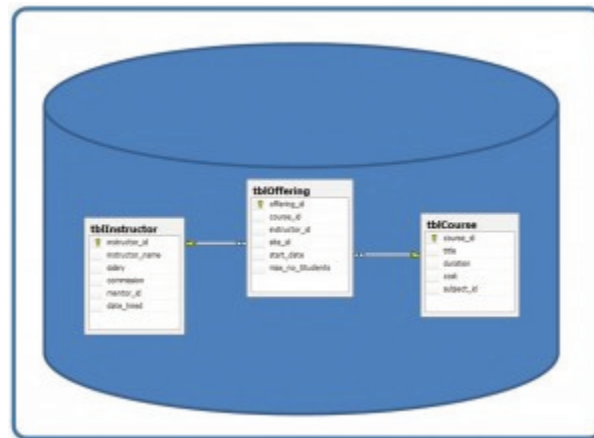 tblInstructor
instructor_id
instructor_name
salary
commission
mentor_id
date_hired
tblOffering
offering_id
course_id
instructor_id
site_id
start_date
max_no_Students
tblCourse
course_id
title
duration
cost
subject_id